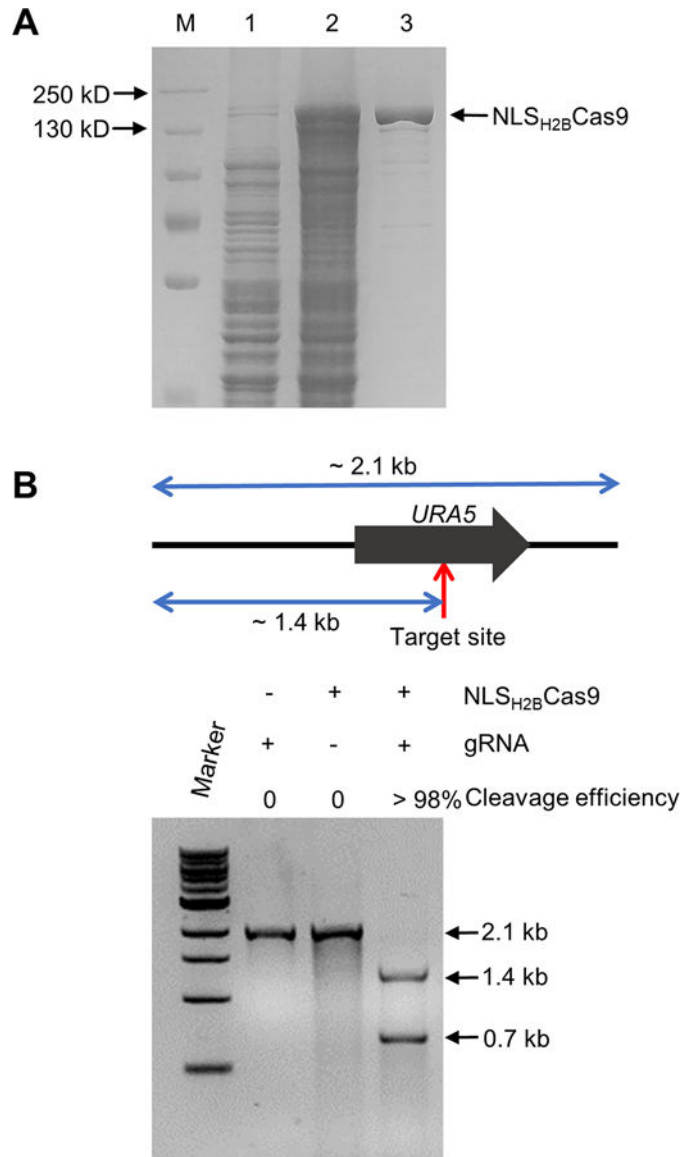 A
M 1 2 3
250 kD
130 kD
NLSH2BCas9
B
~ 2.1 kb
URA5
~ 1.4 kb
Target site
Marker
- + + NLSH2BCas9
+ - + gRNA
0 0 > 98% Cleavage efficiency
2.1 kb
1.4 kb
0.7 kb